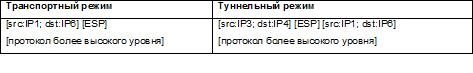 Транспортный режим
Туннельный режим
[src:IP1; dst:IP6] [ESP]
[протокол более высокого уровня]
[src:IP3; dst:IP4] [ESP] [src:IP1; dst:IP6]
[протокол более высокого уровня]